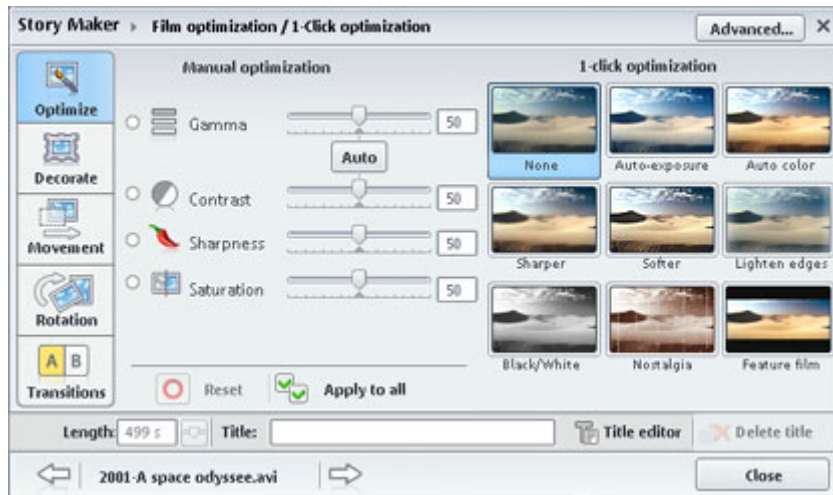 Story Maker ▸ Film optimization / 1-Click optimization Advanced... ×
Optimize
Decorate
Movement
Rotation
A B
Transitions
Manual optimization
Gamma 50
Auto
Contrast 50
Sharpness 50
Saturation 50
Reset Apply to all
1-click optimization
None Auto-exposure Auto color
Sharper Softer Lighten edges
Black/White Nostalgia Feature film
Length: 499 s Title: Title editor Delete title
2001-A space odyssee.avi Close